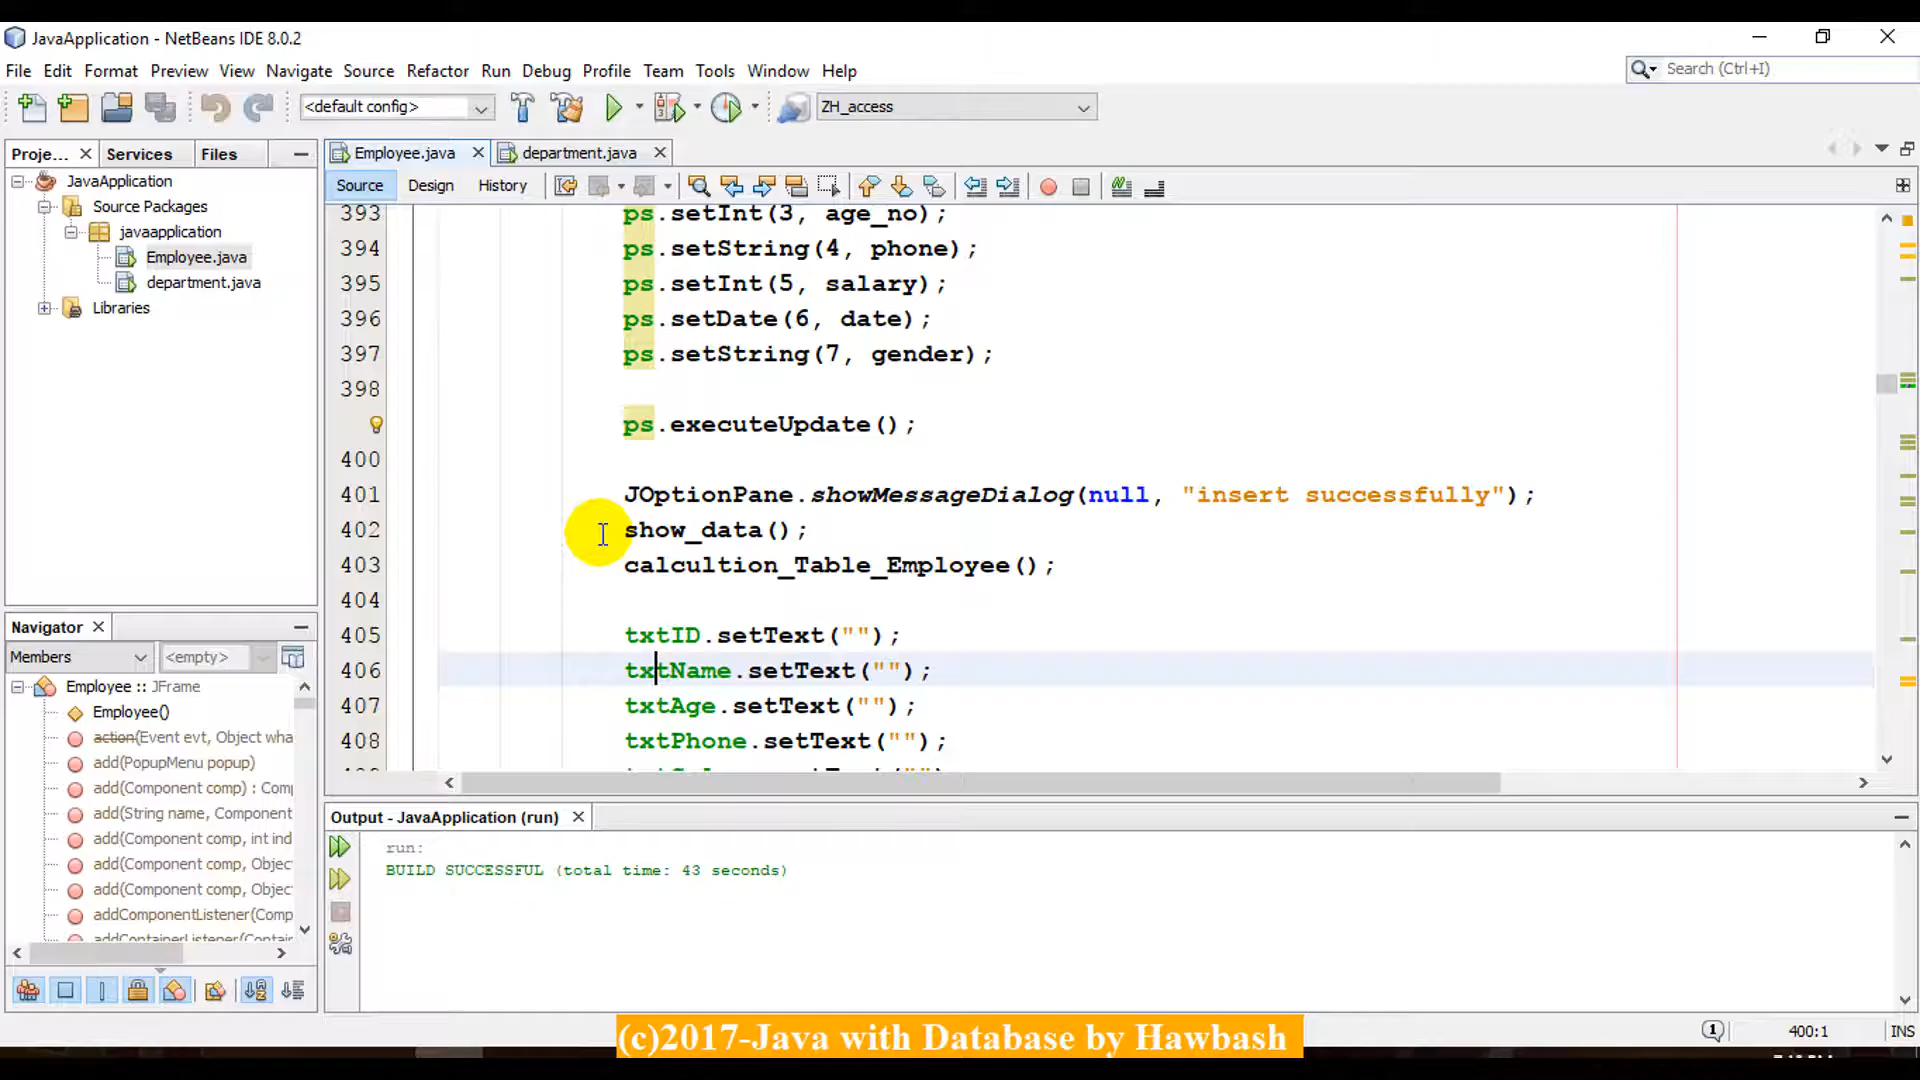 JavaApplication - NetBeans IDE 8.0.2
File Edit Format Preview View Navigate Source Refactor Run Debug Profile Team Tools Window Help
Search (Ctrl+I)
<default config>
ZH_access
Proje...
Services
Files
Employee.java
department.java
Source
Design
History
JavaApplication
Source Packages
javaapplication
Employee.java
department.java
Libraries
393 ps.setInt(3, age_no);
394 ps.setString(4, phone);
395 ps.setInt(5, salary);
396 ps.setDate(6, date);
397 ps.setString(7, gender);
398
ps.executeUpdate();
400
401 JOptionPane.showMessageDialog(null, "insert successfully");
402 show_data();
403 calcultion_Table_Employee();
404
405 txtID.setText("");
406 txtName.setText("");
407 txtAge.setText("");
408 txtPhone.setText("");
Navigator
Members
<empty>
Employee :: JFrame
Employee()
action(Event evt, Object wha
add(PopupMenu popup)
add(Component comp) : Comp
add(String name, Component
add(Component comp, int ind
add(Component comp, Objec
add(Component comp, Objec
addComponentListener(Comp
addContainerListener(Contair
Output - JavaApplication (run)
run:
BUILD SUCCESSFUL (total time: 43 seconds)
1
400:1
INS
(c)2017-Java with Database by Hawbash